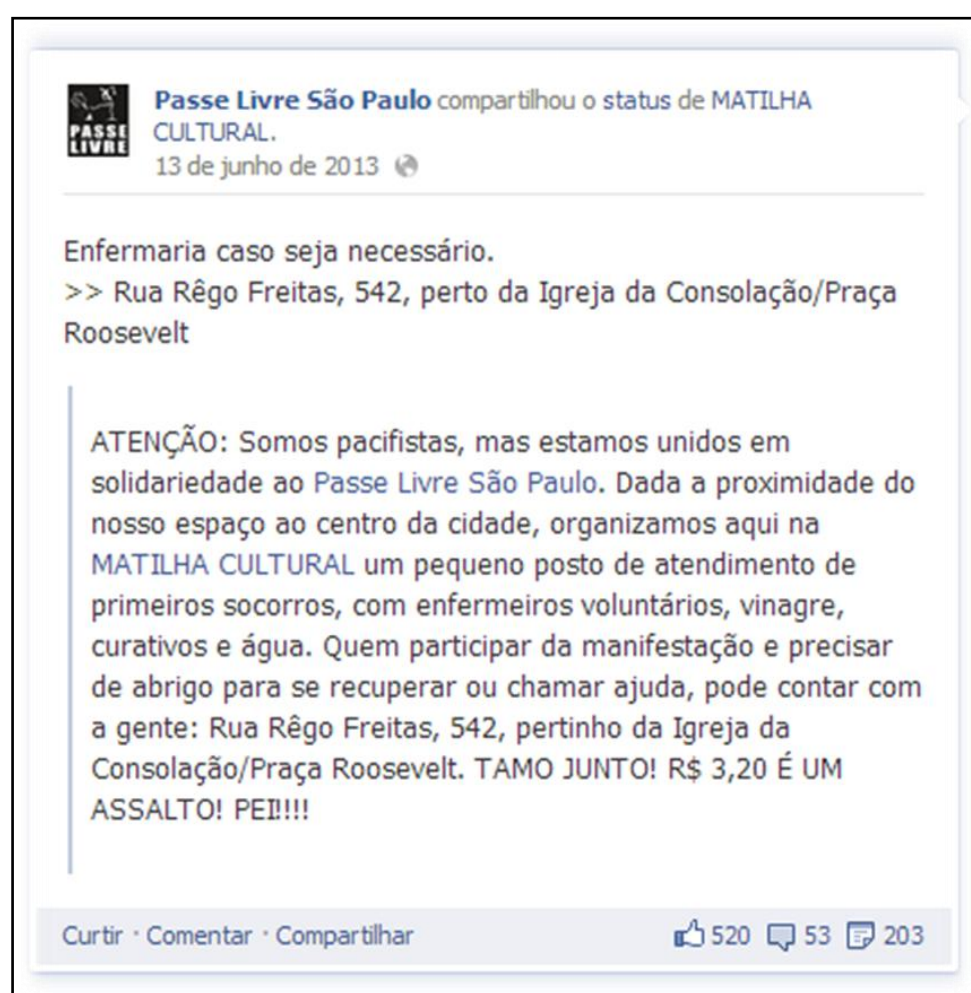 PASSE
LIVRE
Passe Livre São Paulo compartilhou o status de MATILHA
CULTURAL.
13 de junho de 2013
Enfermaria caso seja necessário.
>> Rua Rêgo Freitas, 542, perto da Igreja da Consolação/Praça
Roosevelt
ATENÇÃO: Somos pacifistas, mas estamos unidos em
solidariedade ao Passe Livre São Paulo. Dada a proximidade do
nosso espaço ao centro da cidade, organizamos aqui na
MATILHA CULTURAL um pequeno posto de atendimento de
primeiros socorros, com enfermeiros voluntários, vinagre,
curativos e água. Quem participar da manifestação e precisar
de abrigo para se recuperar ou chamar ajuda, pode contar com
a gente: Rua Rêgo Freitas, 542, pertinho da Igreja da
Consolação/Praça Roosevelt. TAMO JUNTO! R$ 3,20 É UM
ASSALTO! PEI!!!!
Curtir · Comentar · Compartilhar 520 53 203